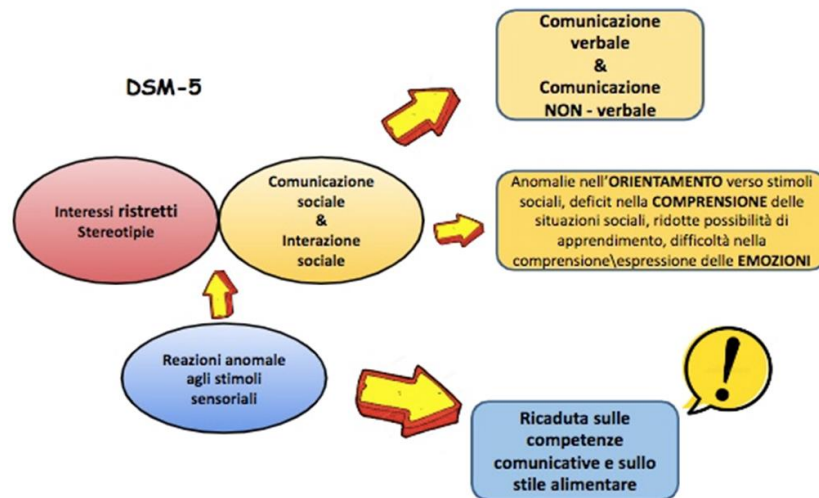 DSM-5
Comunicazione
verbale
&
Comunicazione
NON - verbale
Interessi ristretti
Stereotipie
Comunicazione
sociale
&
Interazione
sociale
Anomalie nell'ORIENTAMENTO verso stimoli
sociali, deficit nella COMPRENSIONE delle
situazioni sociali, ridotte possibilità di
apprendimento, difficoltà nella
comprensione\espressione delle EMOZIONI
Reazioni anomale
agli stimoli
sensoriali
!
Ricaduta sulle
competenze
comunicative e sullo
stile alimentare